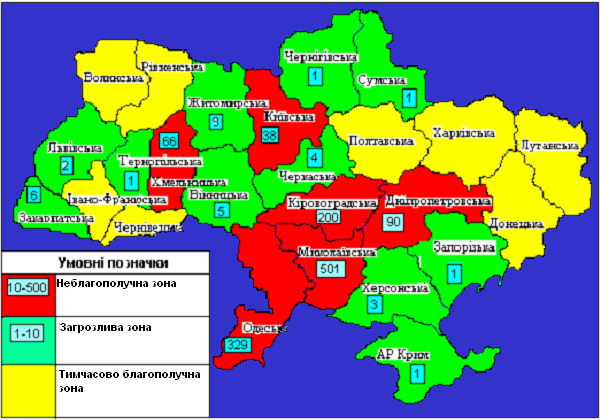 Чернігівська
1
Сумська
1
Рівненська
Волинська
Житомирська
9
Київська
38
Полтавська
Харківська
Луганська
Львівська
2
66
Тернопільська
1
Хмельницька
Черкаська
4
6
Закарпатська
Івано-Франківська
Чернівецька
Вінницька
5
Кіровоградська
200
Дніпропетровська
90
Донецька
Миколаївська
501
Запорізька
1
Херсонська
3
Одеська
329
АР Крим
1
Умовні позначки
10-500 Неблагополучна зона
1-10 Загрозлива зона
Тимчасово благополучна
зона